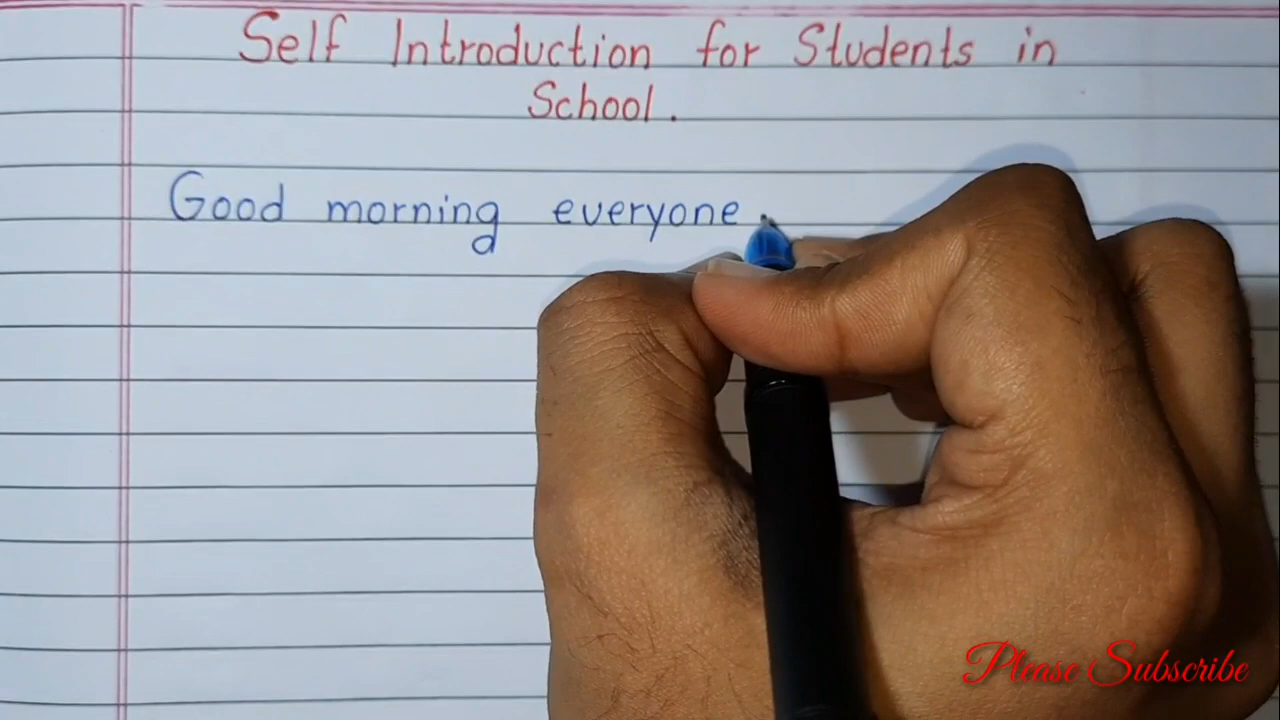 Self Introduction for Students in
School.
Good morning everyone.
Please Subscribe